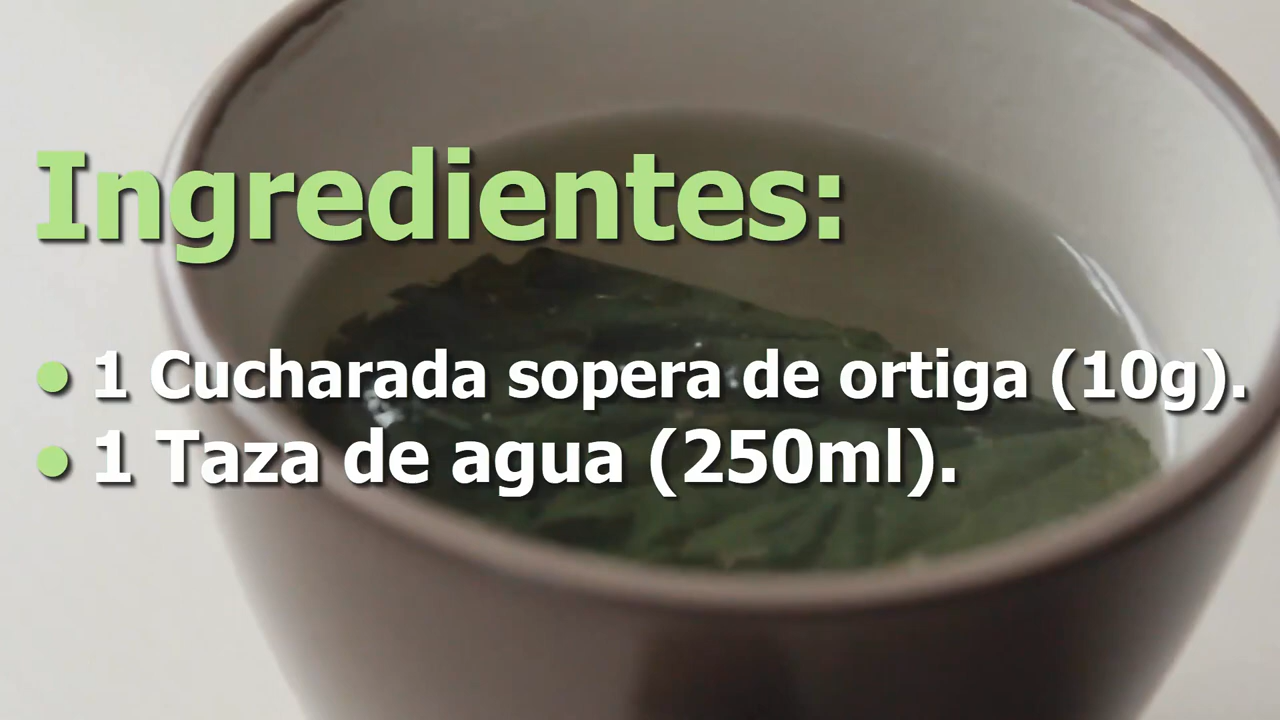 Ingredientes:
• 1 Cucharada sopera de ortiga (10g).
• 1 Taza de agua (250ml).